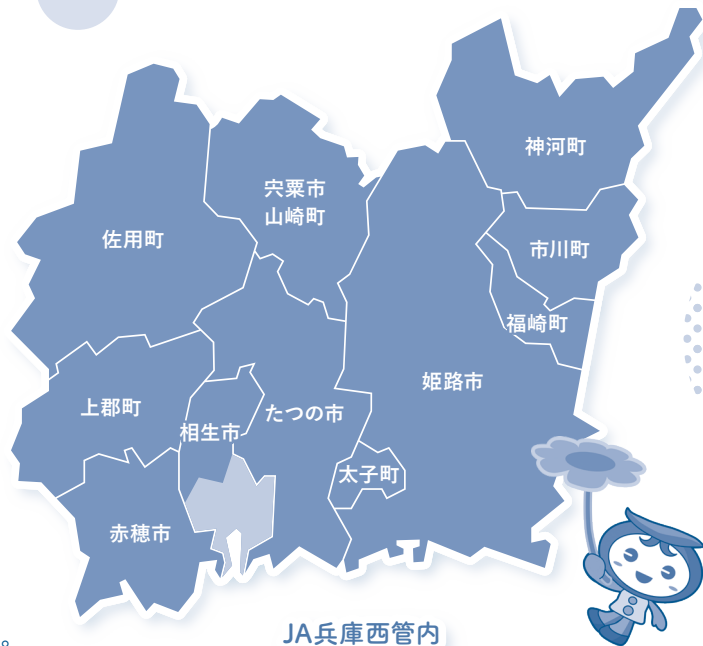 神河町
宍粟市
山崎町
佐用町
市川町
福崎町
姫路市
上郡町
たつの市
相生市
太子町
赤穂市
JA兵庫西管内
。